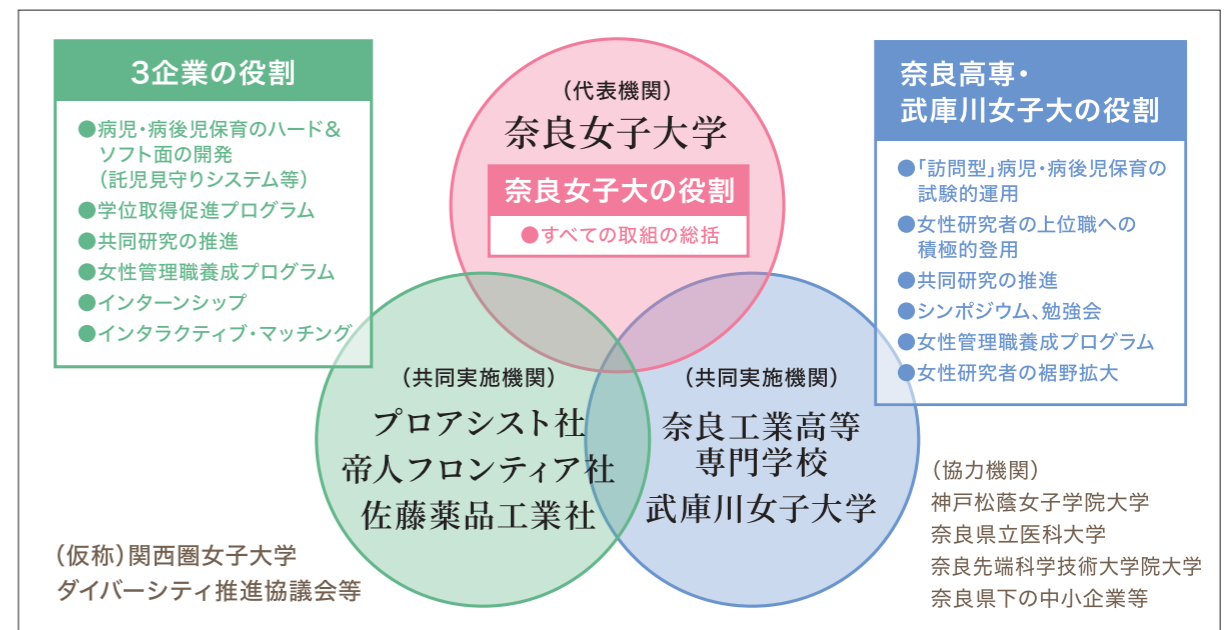 3企業の役割
●病児・病後児保育のハード&
ソフト面の開発
(託児見守りシステム等)
●学位取得促進プログラム
●共同研究の推進
●女性管理職養成プログラム
●インターンシップ
●インタラクティブ・マッチング
(代表機関)
奈良女子大学
奈良女子大の役割
●すべての取組の総括
奈良高専・
武庫川女子大の役割
●「訪問型」病児・病後児保育の
試験的運用
●女性研究者の上位職への
積極的登用
●共同研究の推進
●シンポジウム、勉強会
●女性管理職養成プログラム
●女性研究者の裾野拡大
(共同実施機関)
プロアシスト社
帝人フロンティア社
佐藤薬品工業社
(共同実施機関)
奈良工業高等
専門学校
武庫川女子大学
(仮称)関西圏女子大学
ダイバーシティ推進協議会等
(協力機関)
神戸松蔭女子学院大学
奈良県立医科大学
奈良先端科学技術大学院大学
奈良県下の中小企業等